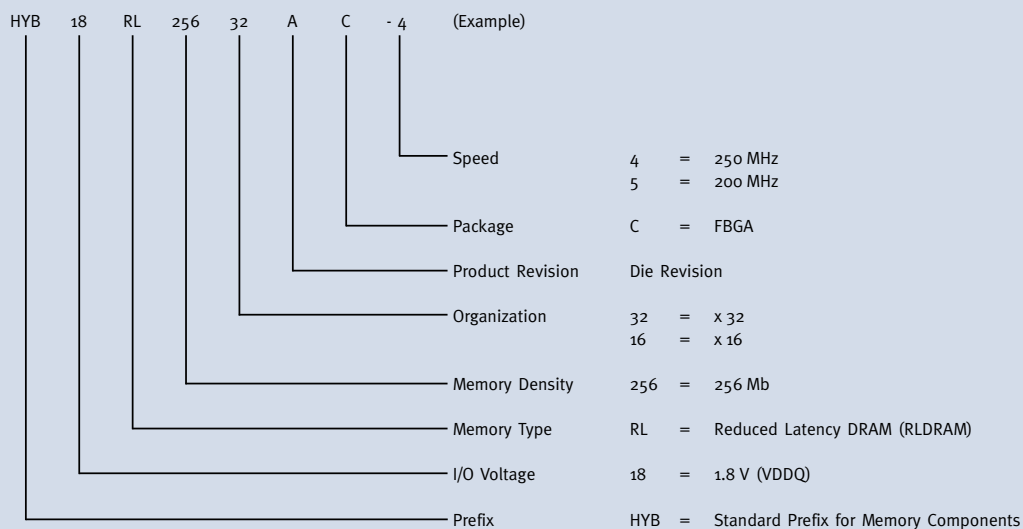 HYB 18 RL 256 32 A C - 4 (Example)
Speed 4 = 250 MHz
5 = 200 MHz
Package C = FBGA
Product Revision Die Revision
Organization 32 = x 32
16 = x 16
Memory Density 256 = 256 Mb
Memory Type RL = Reduced Latency DRAM (RLDRAM)
I/O Voltage 18 = 1.8 V (VDDQ)
Prefix HYB = Standard Prefix for Memory Components